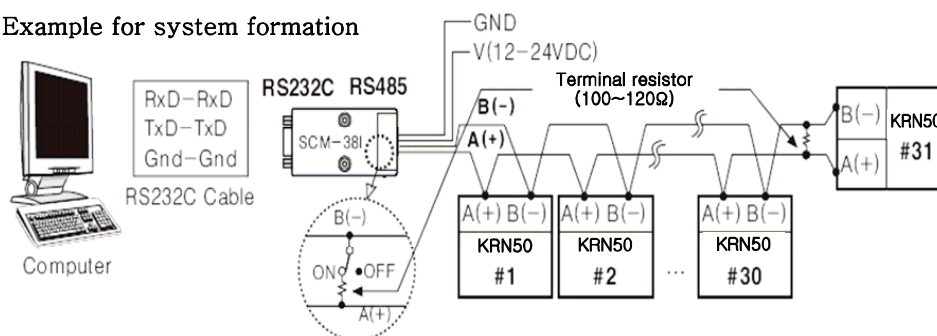 Example for system formation
GND
V(12-24VDC)
RS232C RS485
Terminal resistor
(100~120Ω)
RxD-RxD
TxD-TxD
Gnd-Gnd
RS232C Cable
SCM-38I
B(-)
A(+)
B(-)
A(+)
KRN50
#31
Computer
B(-)
ON OFF
A(+)
A(+) B(-)
KRN50
#1
A(+) B(-)
KRN50
#2
...
A(+) B(-)
KRN50
#30